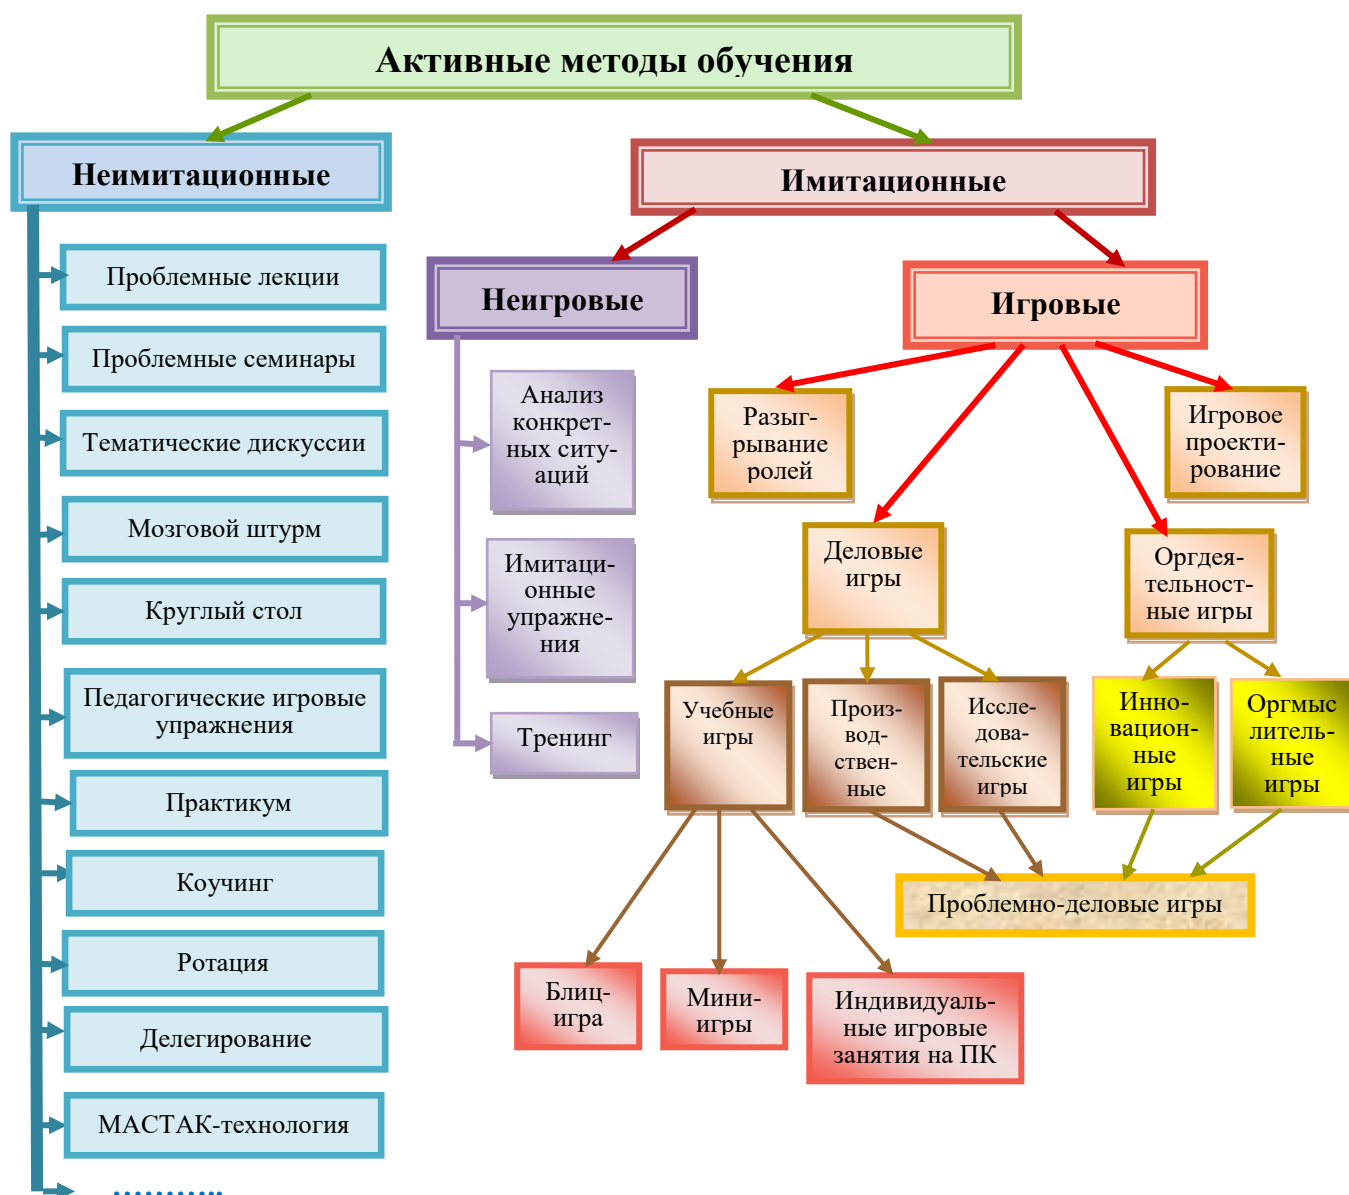 Активные методы обучения
Неимитационные
Имитационные
Проблемные лекции
Проблемные семинары
Тематические дискуссии
Мозговой штурм
Круглый стол
Педагогические игровые
упражнения
Практикум
Коучинг
Ротация
Делегирование
МАСТАК-технология
...........
Неигровые
Анализ
конкрет-
ных ситу-
аций
Имитаци-
онные
упражне-
ния
Тренинг
Игровые
Разыг-
рывание
ролей
Игровое
проекти-
рование
Деловые
игры
Оргдея-
тельност-
ные игры
Учебные
игры
Произ-
вод-
ствен-
ные
Иссле-
дова-
тельские
игры
Инно-
вацион-
ные
игры
Оргмыс
литель-
ные
игры
Проблемно-деловые игры
Блиц-
игра
Мини-
игры
Индивидуаль-
ные игровые
занятия на ПК